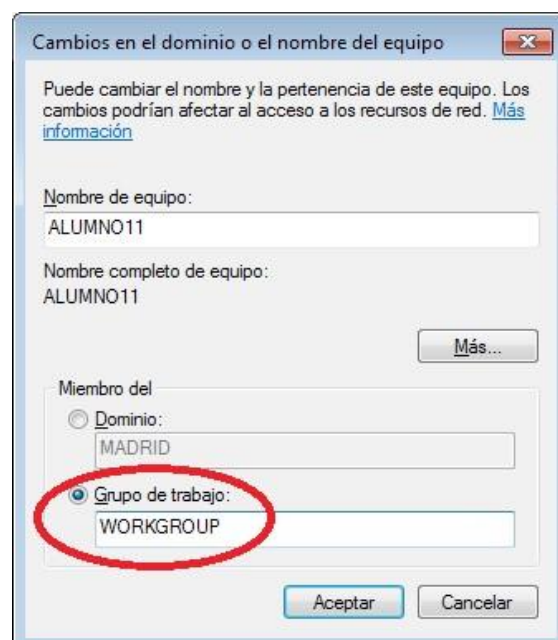 Cambios en el dominio o el nombre del equipo
Puede cambiar el nombre y la pertenencia de este equipo. Los
cambios podrían afectar al acceso a los recursos de red. Más
información
Nombre de equipo:
ALUMNO11
Nombre completo de equipo:
ALUMNO11
Más...
Miembro del
Dominio:
MADRID
Grupo de trabajo:
WORKGROUP
Aceptar Cancelar